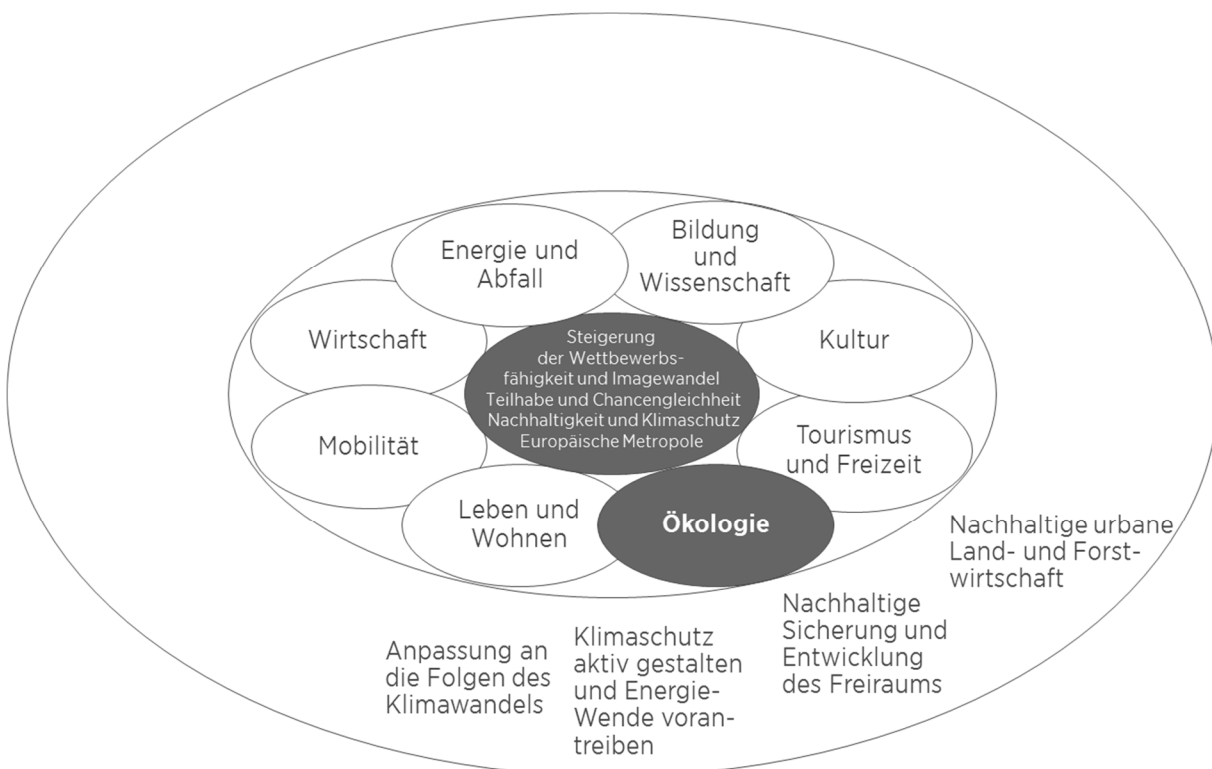 Energie und
Abfall
Bildung
und
Wissenschaft
Wirtschaft
Kultur
Steigerung
der Wettbewerbs-
fähigkeit und Imagewandel
Teilhabe und Chancengleichheit
Nachhaltigkeit und Klimaschutz
Europäische Metropole
Mobilität
Tourismus
und Freizeit
Leben und
Wohnen
Ökologie
Nachhaltige urbane
Land- und Forst-
wirtschaft
Nachhaltige
Sicherung und
Entwicklung
des Freiraums
Klimaschutz
aktiv gestalten
und Energie-
Wende voran-
treiben
Anpassung an
die Folgen des
Klimawandels